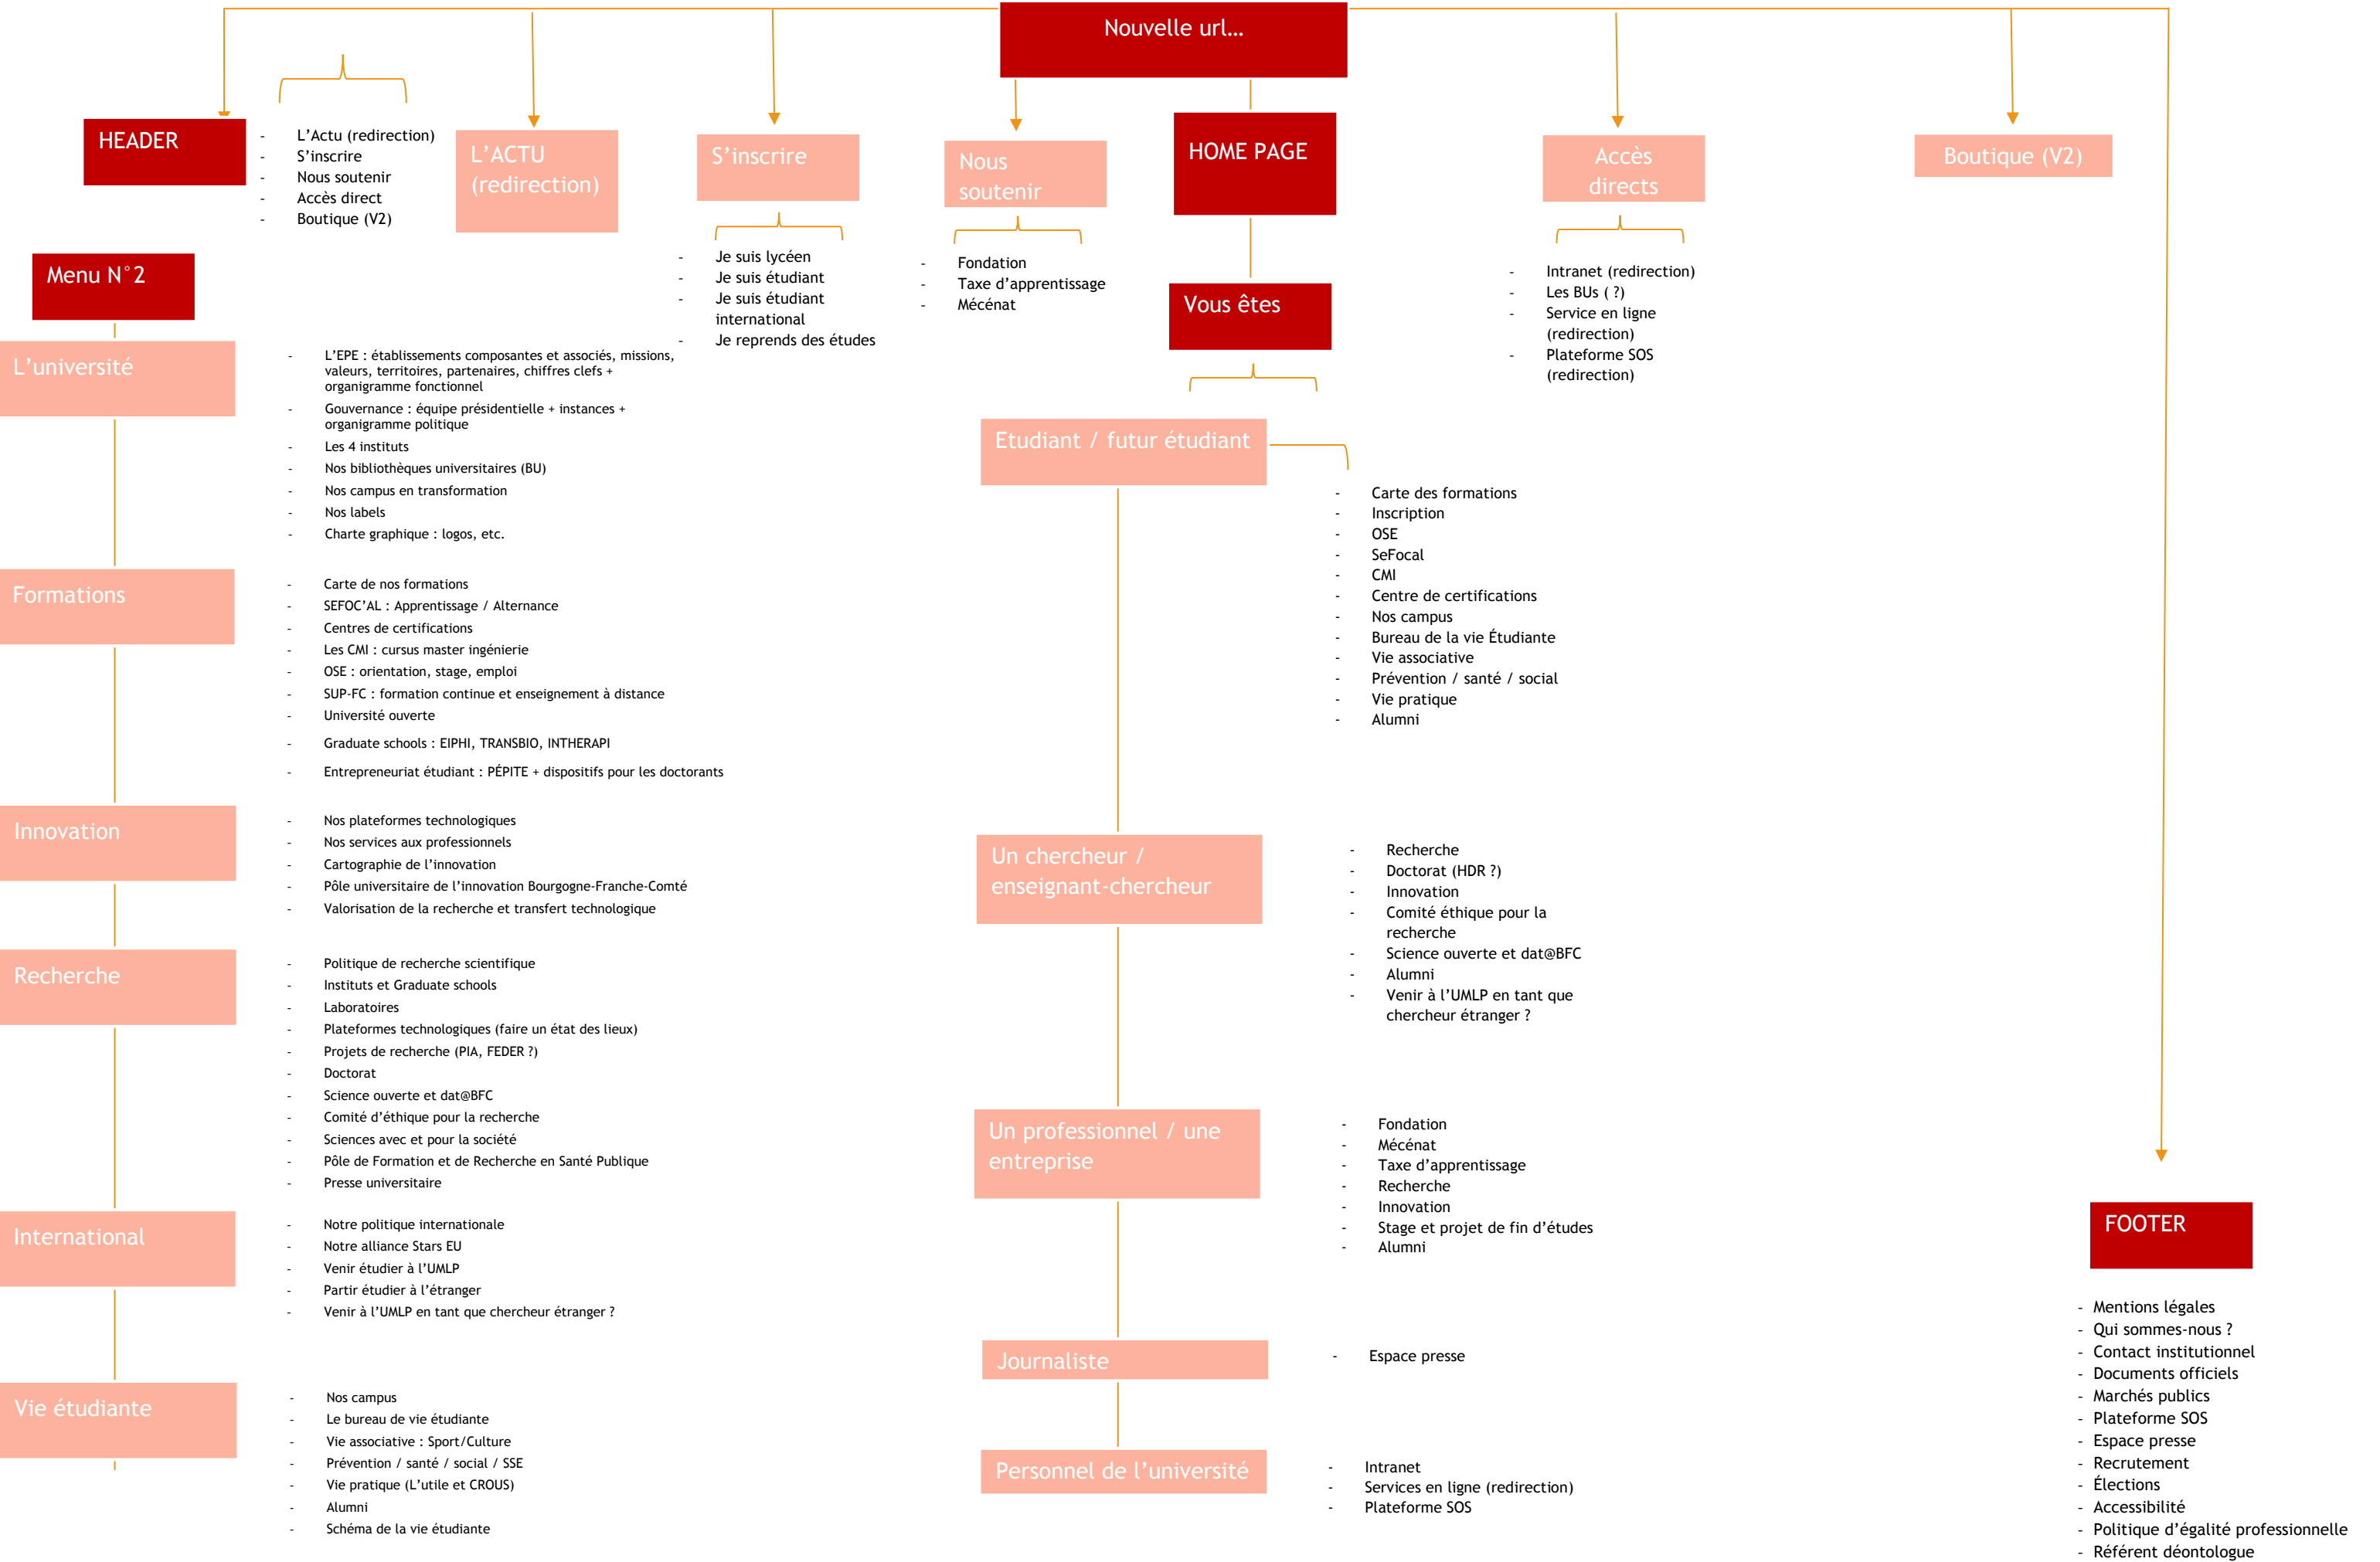 Nouvelle url…
HEADER
- L’Actu (redirection)
- S’inscrire
- Nous soutenir
- Accès direct
- Boutique (V2)
L’ACTU
(redirection)
S’inscrire
- Je suis lycéen
- Je suis étudiant
- Je suis étudiant
international
- Je reprends des études
Nous
soutenir
- Fondation
- Taxe d’apprentissage
- Mécénat
HOME PAGE
Accès
directs
- Intranet (redirection)
- Les BUs ( ?)
- Service en ligne
(redirection)
- Plateforme SOS
(redirection)
Boutique (V2)
Menu N°2
L’université
- L’EPE : établissements composantes et associés, missions,
valeurs, territoires, partenaires, chiffres clefs +
organigramme fonctionnel
- Gouvernance : équipe présidentielle + instances +
organigramme politique
- Les 4 instituts
- Nos bibliothèques universitaires (BU)
- Nos campus en transformation
- Nos labels
- Charte graphique : logos, etc.
Formations
- Carte de nos formations
- SEFOC’AL : Apprentissage / Alternance
- Centres de certifications
- Les CMI : cursus master ingénierie
- OSE : orientation, stage, emploi
- SUP-FC : formation continue et enseignement à distance
- Université ouverte
- Graduate schools : EIPHI, TRANSBIO, INTHERAPI
- Entrepreneuriat étudiant : PÉPITE + dispositifs pour les doctorants
Innovation
- Nos plateformes technologiques
- Nos services aux professionnels
- Cartographie de l’innovation
- Pôle universitaire de l’innovation Bourgogne-Franche-Comté
- Valorisation de la recherche et transfert technologique
Recherche
- Politique de recherche scientifique
- Instituts et Graduate schools
- Laboratoires
- Plateformes technologiques (faire un état des lieux)
- Projets de recherche (PIA, FEDER ?)
- Doctorat
- Science ouverte et dat@BFC
- Comité d’éthique pour la recherche
- Sciences avec et pour la société
- Pôle de Formation et de Recherche en Santé Publique
- Presse universitaire
International
- Notre politique internationale
- Notre alliance Stars EU
- Venir étudier à l’UMLP
- Partir étudier à l’étranger
- Venir à l’UMLP en tant que chercheur étranger ?
Vie étudiante
- Nos campus
- Le bureau de vie étudiante
- Vie associative : Sport/Culture
- Prévention / santé / social / SSE
- Vie pratique (L’utile et CROUS)
- Alumni
- Schéma de la vie étudiante
Vous êtes
Etudiant / futur étudiant
- Carte des formations
- Inscription
- OSE
- SeFocal
- CMI
- Centre de certifications
- Nos campus
- Bureau de la vie Étudiante
- Vie associative
- Prévention / santé / social
- Vie pratique
- Alumni
Un chercheur /
enseignant-chercheur
- Recherche
- Doctorat (HDR ?)
- Innovation
- Comité éthique pour la
recherche
- Science ouverte et dat@BFC
- Alumni
- Venir à l’UMLP en tant que
chercheur étranger ?
Un professionnel / une
entreprise
- Fondation
- Mécénat
- Taxe d’apprentissage
- Recherche
- Innovation
- Stage et projet de fin d’études
- Alumni
Journaliste
- Espace presse
Personnel de l’université
- Intranet
- Services en ligne (redirection)
- Plateforme SOS
FOOTER
- Mentions légales
- Qui sommes-nous ?
- Contact institutionnel
- Documents officiels
- Marchés publics
- Plateforme SOS
- Espace presse
- Recrutement
- Élections
- Accessibilité
- Politique d’égalité professionnelle
- Référent déontologue